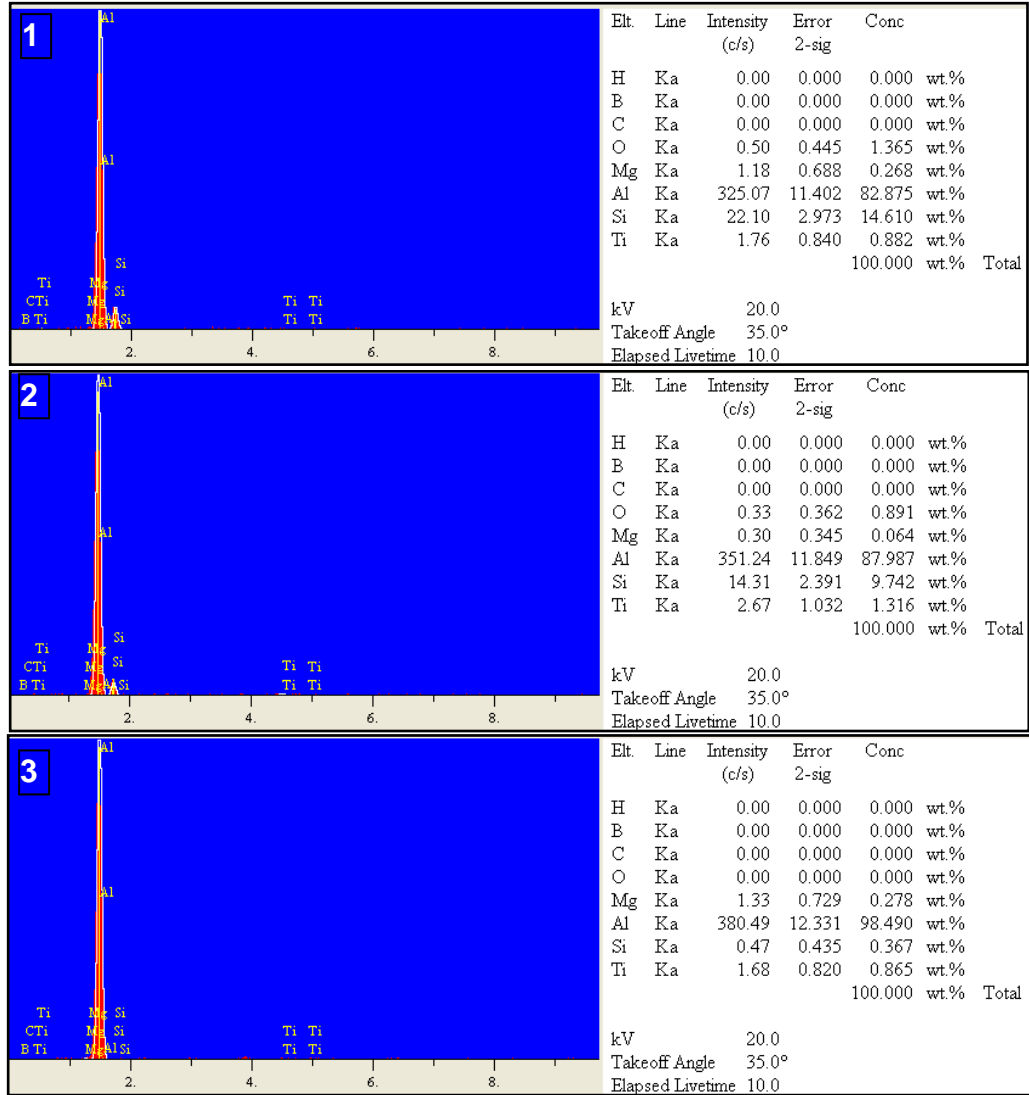 1
Al
Al
Si
Ti Mg Si
CTi Mg Ti Ti
B Ti Mg Al Si Ti Ti
2. 4. 6. 8.
Elt. Line Intensity Error Conc
(c/s) 2-sig
H Ka 0.00 0.000 0.000 wt.%
B Ka 0.00 0.000 0.000 wt.%
C Ka 0.00 0.000 0.000 wt.%
O Ka 0.50 0.445 1.365 wt.%
Mg Ka 1.18 0.688 0.268 wt.%
Al Ka 325.07 11.402 82.875 wt.%
Si Ka 22.10 2.973 14.610 wt.%
Ti Ka 1.76 0.840 0.882 wt.%
100.000 wt.% Total
kV 20.0
Takeoff Angle 35.0°
Elapsed Livetime 10.0
2
Al
Al
Si
Ti Mg
CTi Mg Si Ti Ti
B Ti Mg Al Si Ti Ti
2. 4. 6. 8.
Elt. Line Intensity Error Conc
(c/s) 2-sig
H Ka 0.00 0.000 0.000 wt.%
B Ka 0.00 0.000 0.000 wt.%
C Ka 0.00 0.000 0.000 wt.%
O Ka 0.33 0.362 0.891 wt.%
Mg Ka 0.30 0.345 0.064 wt.%
Al Ka 351.24 11.849 87.987 wt.%
Si Ka 14.31 2.391 9.742 wt.%
Ti Ka 2.67 1.032 1.316 wt.%
100.000 wt.% Total
kV 20.0
Takeoff Angle 35.0°
Elapsed Livetime 10.0
3
Al
Al
Ti Mg Si
CTi Mg Si Ti Ti
B Ti Mg Al Si Ti Ti
2. 4. 6. 8.
Elt. Line Intensity Error Conc
(c/s) 2-sig
H Ka 0.00 0.000 0.000 wt.%
B Ka 0.00 0.000 0.000 wt.%
C Ka 0.00 0.000 0.000 wt.%
O Ka 0.00 0.000 0.000 wt.%
Mg Ka 1.33 0.729 0.278 wt.%
Al Ka 380.49 12.331 98.490 wt.%
Si Ka 0.47 0.435 0.367 wt.%
Ti Ka 1.68 0.820 0.865 wt.%
100.000 wt.% Total
kV 20.0
Takeoff Angle 35.0°
Elapsed Livetime 10.0